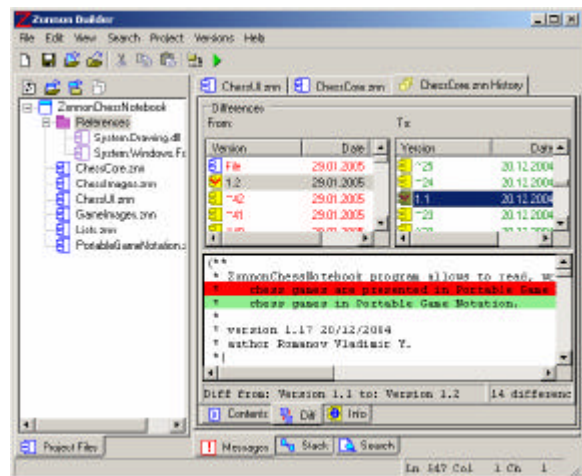 Zonnon Builder
File Edit View Search Project Versions Help
ZonnonChessNotebook
References
System.Drawing.dll
System.Windows.Fo
ChessCore.znn
ChessImages.znn
ChessUI.znn
GameImages.znn
Lists.znn
PortableGameNotation.z
Project Files
ChessUI.znn ChessCore.znn ChessCore.znn History
Differences
From: To:
Version Date Version Date
File 29.01.2005 ~25 20.12.2004
1.2 29.01.2005 ~24 20.12.2004
~42 29.01.2005 1.1 20.12.2004
~41 29.01.2005 ~23 20.12.2004
(**
* ZonnonChessNotebook program allows to read, wr
* chess games are presented in Portable Game
* chess games in Portable Game Notation.
*
* version 1.17 20/12/2004
* author Romanov Vladimir Y.
*)
Diff from: Version 1.1 to: Version 1.2 14 differenc
Contents Diff Info
Messages Stack Search
Ln 547 Col 1 Ch 1